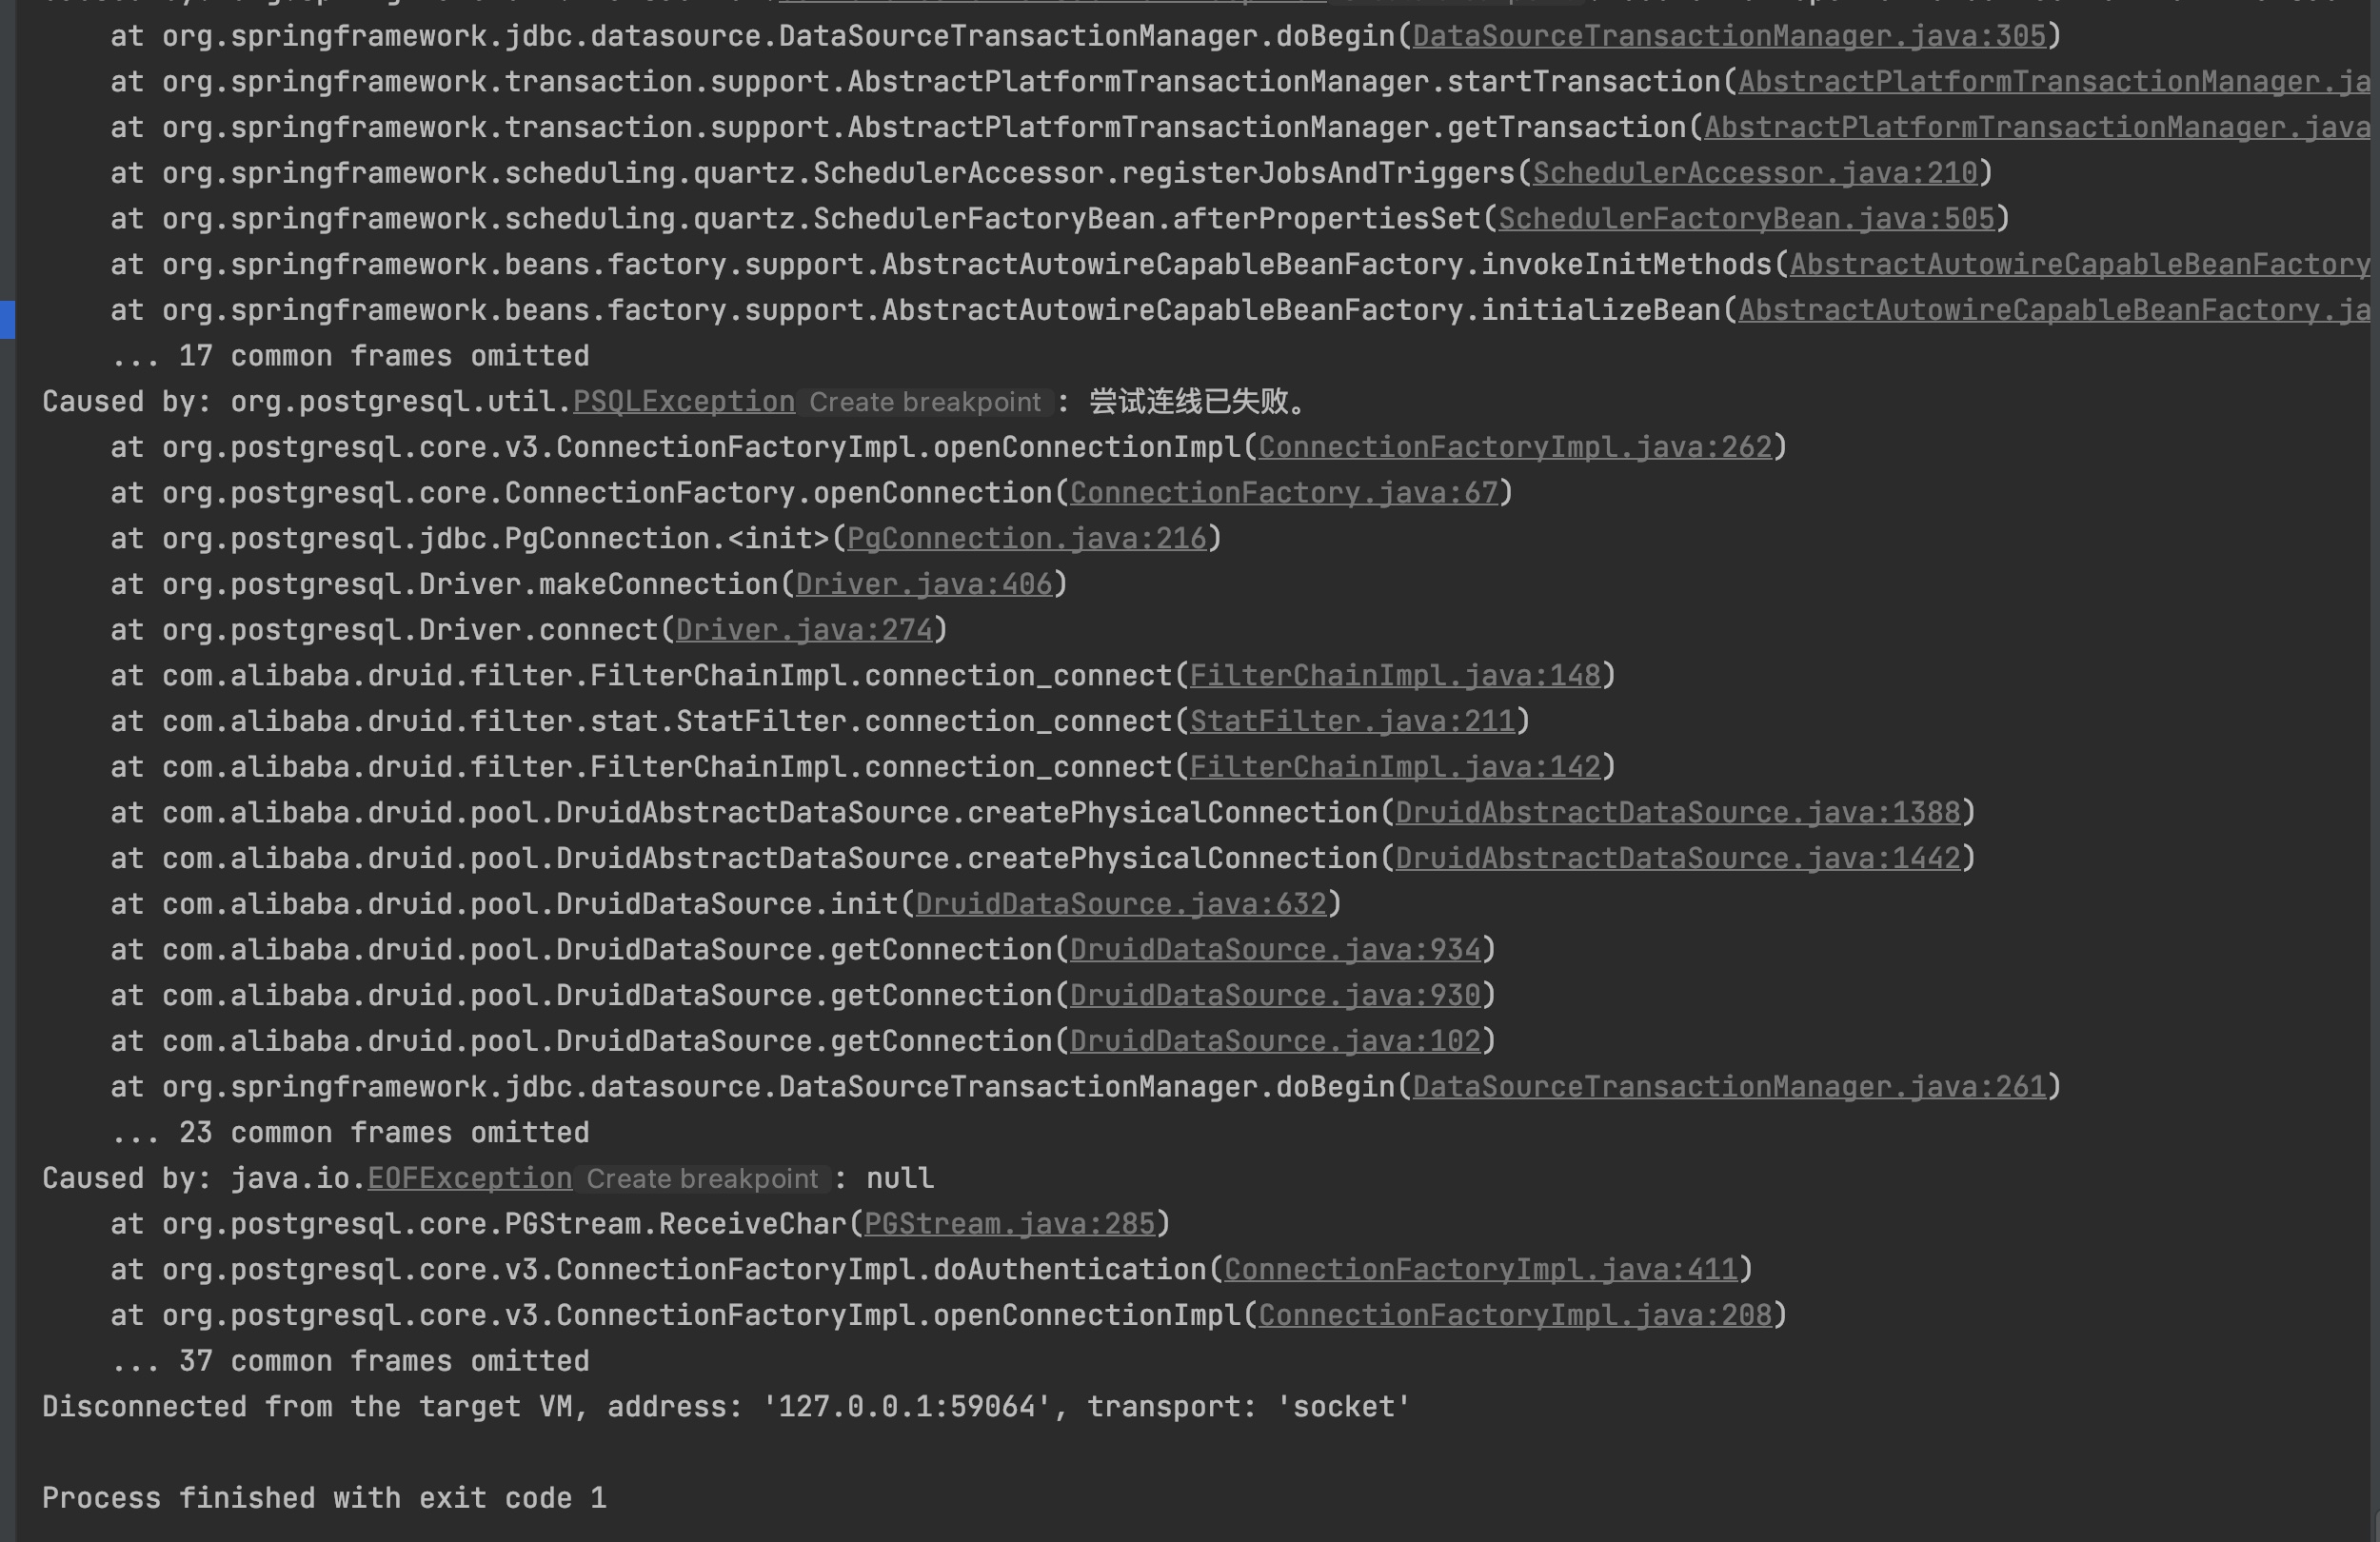 at org.springframework.jdbc.datasource.DataSourceTransactionManager.doBegin(DataSourceTransactionManager.java:305)
at org.springframework.transaction.support.AbstractPlatformTransactionManager.startTransaction(AbstractPlatformTransactionManager.ja
at org.springframework.transaction.support.AbstractPlatformTransactionManager.getTransaction(AbstractPlatformTransactionManager.java
at org.springframework.scheduling.quartz.SchedulerAccessor.registerJobsAndTriggers(SchedulerAccessor.java:210)
at org.springframework.scheduling.quartz.SchedulerFactoryBean.afterPropertiesSet(SchedulerFactoryBean.java:505)
at org.springframework.beans.factory.support.AbstractAutowireCapableBeanFactory.invokeInitMethods(AbstractAutowireCapableBeanFactory
at org.springframework.beans.factory.support.AbstractAutowireCapableBeanFactory.initializeBean(AbstractAutowireCapableBeanFactory.ja
... 17 common frames omitted
Caused by: org.postgresql.util.PSQLException Create breakpoint : 尝试连线已失败。
at org.postgresql.core.v3.ConnectionFactoryImpl.openConnectionImpl(ConnectionFactoryImpl.java:262)
at org.postgresql.core.ConnectionFactory.openConnection(ConnectionFactory.java:67)
at org.postgresql.jdbc.PgConnection.<init>(PgConnection.java:216)
at org.postgresql.Driver.makeConnection(Driver.java:406)
at org.postgresql.Driver.connect(Driver.java:274)
at com.alibaba.druid.filter.FilterChainImpl.connection_connect(FilterChainImpl.java:148)
at com.alibaba.druid.filter.stat.StatFilter.connection_connect(StatFilter.java:211)
at com.alibaba.druid.filter.FilterChainImpl.connection_connect(FilterChainImpl.java:142)
at com.alibaba.druid.pool.DruidAbstractDataSource.createPhysicalConnection(DruidAbstractDataSource.java:1388)
at com.alibaba.druid.pool.DruidAbstractDataSource.createPhysicalConnection(DruidAbstractDataSource.java:1442)
at com.alibaba.druid.pool.DruidDataSource.init(DruidDataSource.java:632)
at com.alibaba.druid.pool.DruidDataSource.getConnection(DruidDataSource.java:934)
at com.alibaba.druid.pool.DruidDataSource.getConnection(DruidDataSource.java:930)
at com.alibaba.druid.pool.DruidDataSource.getConnection(DruidDataSource.java:102)
at org.springframework.jdbc.datasource.DataSourceTransactionManager.doBegin(DataSourceTransactionManager.java:261)
... 23 common frames omitted
Caused by: java.io.EOFException Create breakpoint : null
at org.postgresql.core.PGStream.ReceiveChar(PGStream.java:285)
at org.postgresql.core.v3.ConnectionFactoryImpl.doAuthentication(ConnectionFactoryImpl.java:411)
at org.postgresql.core.v3.ConnectionFactoryImpl.openConnectionImpl(ConnectionFactoryImpl.java:208)
... 37 common frames omitted
Disconnected from the target VM, address: '127.0.0.1:59064', transport: 'socket'
Process finished with exit code 1